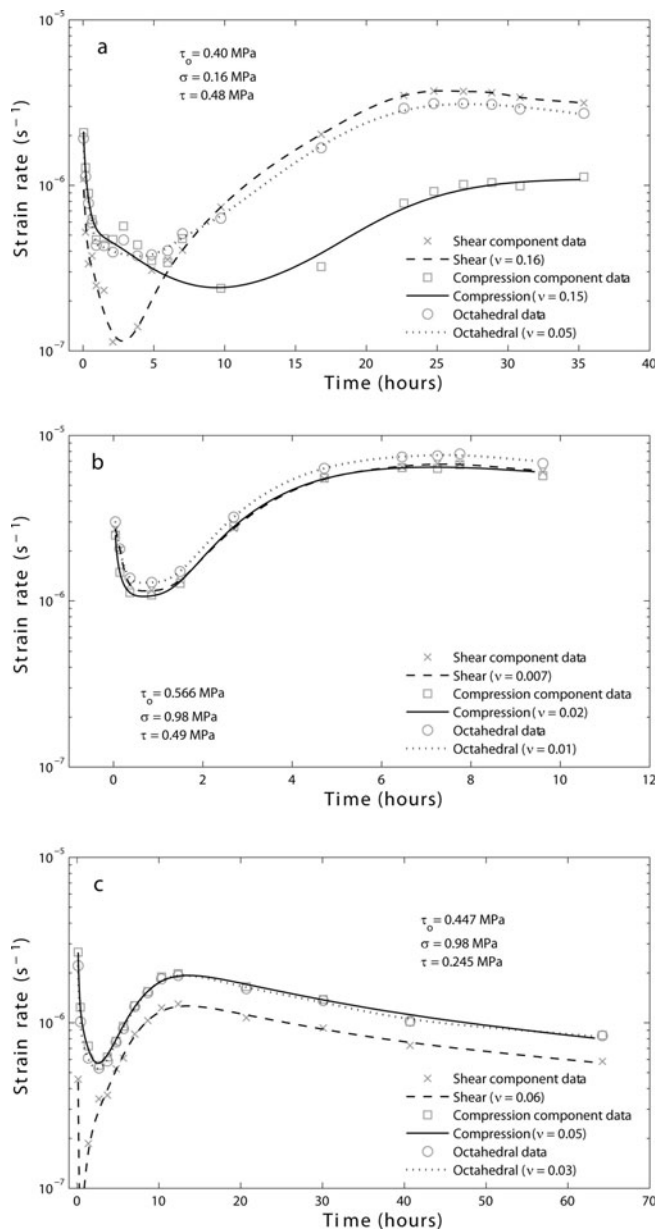 a
τo = 0.40 MPa
σ = 0.16 MPa
τ = 0.48 MPa
10−5
10−6
10−7
Strain rate (s−1)
Shear component data
Shear (ν = 0.16)
Compression component data
Compression (ν = 0.15)
Octahedral data
Octahedral (ν = 0.05)
0 5 10 15 20 25 30 35 40
Time (hours)
b
10−5
10−6
10−7
Strain rate (s−1)
τo = 0.566 MPa
σ = 0.98 MPa
τ = 0.49 MPa
Shear component data
Shear (ν = 0.007)
Compression component data
Compression (ν = 0.02)
Octahedral data
Octahedral (ν = 0.01)
0 2 4 6 8 10 12
Time (hours)
c
10−5
10−6
10−7
Strain rate (s−1)
τo = 0.447 MPa
σ = 0.98 MPa
τ = 0.245 MPa
Shear component data
Shear (ν = 0.06)
Compression component data
Compression (ν = 0.05)
Octahedral data
Octahedral (ν = 0.03)
0 10 20 30 40 50 60 70
Time (hours)